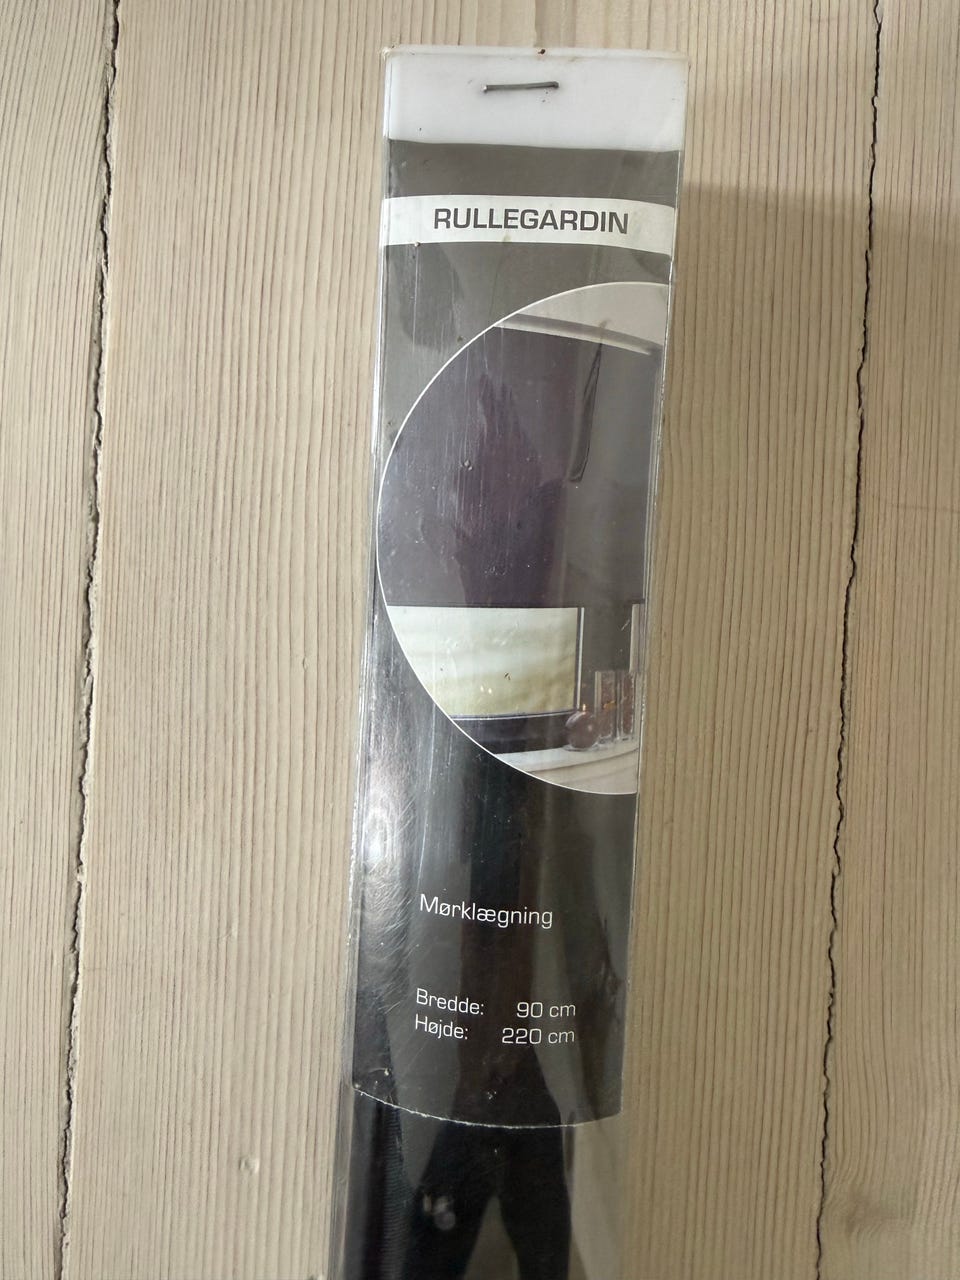 RULLEGARDIN
Mørklægning
Bredde: 90 cm
Højde: 220 cm